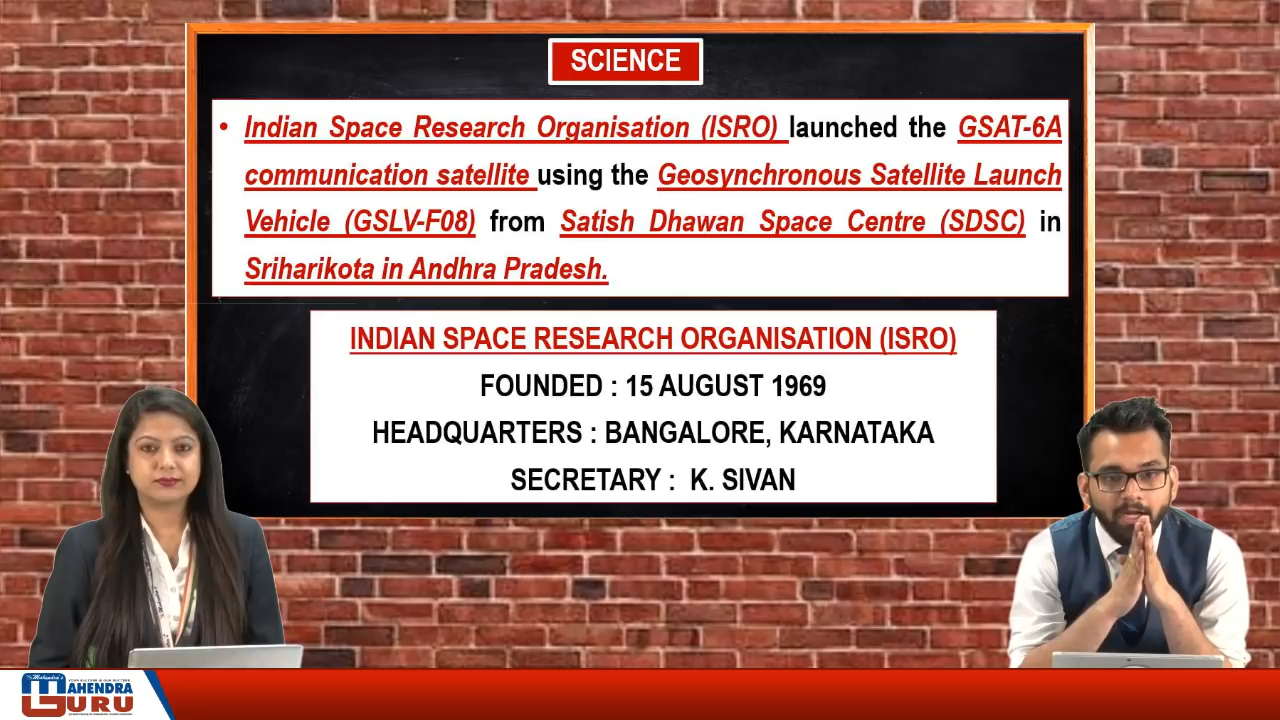 SCIENCE
• Indian Space Research Organisation (ISRO) launched the GSAT-6A
communication satellite using the Geosynchronous Satellite Launch
Vehicle (GSLV-F08) from Satish Dhawan Space Centre (SDSC) in
Sriharikota in Andhra Pradesh.
INDIAN SPACE RESEARCH ORGANISATION (ISRO)
FOUNDED : 15 AUGUST 1969
HEADQUARTERS : BANGALORE, KARNATAKA
SECRETARY : K. SIVAN
Mahendra's
MAHENDRA
GURU